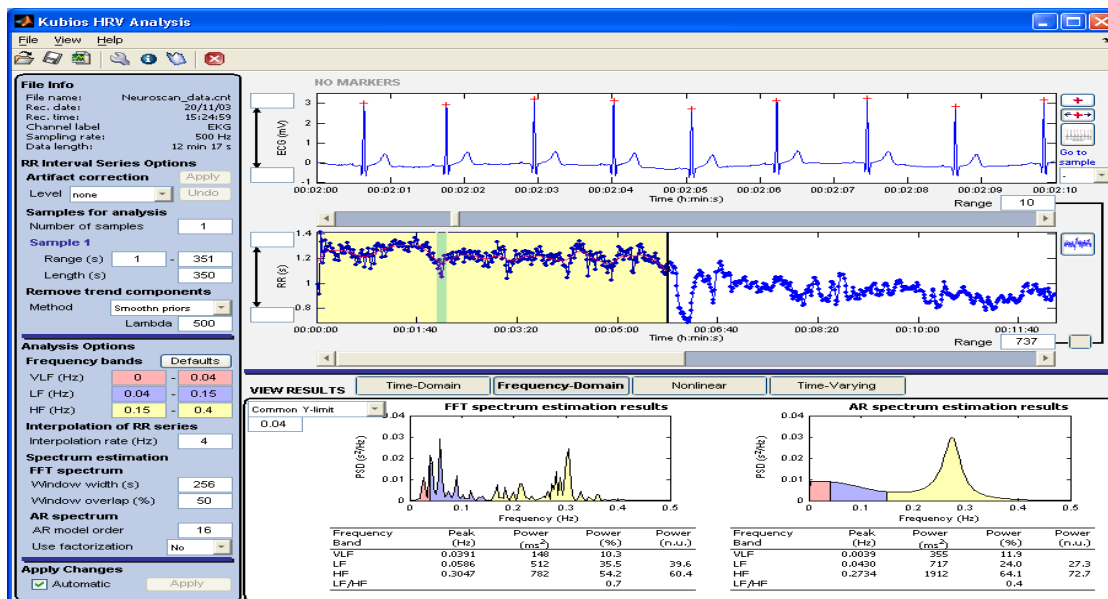 Kubios HRV Analysis
File View Help
File Info
File name: Neuroscan_data.cnt
Rec. date: 20/11/03
Rec. time: 15:24:59
Channel label EKG
Sampling rate: 500 Hz
Data length: 12 min 17 s
RR Interval Series Options
Artifact correction Apply
Level none Undo
Samples for analysis
Number of samples 1
Sample 1
Range (s) 1 - 351
Length (s) 350
Remove trend components
Method Smoothn priors
Lambda 500
Analysis Options
Frequency bands Defaults
VLF (Hz) 0 - 0.04
LF (Hz) 0.04 - 0.15
HF (Hz) 0.15 - 0.4
Interpolation of RR series
Interpolation rate (Hz) 4
Spectrum estimation
FFT spectrum
Window width (s) 256
Window overlap (%) 50
AR spectrum
AR model order 16
Use factorization No
Apply Changes
Automatic Apply
NO MARKERS
ECG (mV)
3
2
1
0
-1
00:02:00 00:02:01 00:02:02 00:02:03 00:02:04 00:02:05 00:02:06 00:02:07 00:02:08 00:02:09 00:02:10
Time (h:min:s)
Go to
sample
-
Range 10
RR (s)
1.4
1.2
1
0.8
00:00:00 00:01:40 00:03:20 00:05:00 00:06:40 00:08:20 00:10:00 00:11:40
Time (h:min:s)
Range 737
VIEW RESULTS Time-Domain Frequency-Domain Nonlinear Time-Varying
Common Y-limit
0.04
FFT spectrum estimation results
PSD (s²/Hz)
0.04
0.03
0.02
0.01
0
0 0.1 0.2 0.3 0.4 0.5
Frequency (Hz)
Frequency Peak Power Power Power
Band (Hz) (ms²) (%) (n.u.)
VLF 0.0391 148 10.3
LF 0.0586 512 35.5 39.6
HF 0.3047 782 54.2 60.4
LF/HF 0.7
AR spectrum estimation results
PSD (s²/Hz)
0.04
0.03
0.02
0.01
0
0 0.1 0.2 0.3 0.4 0.5
Frequency (Hz)
Frequency Peak Power Power Power
Band (Hz) (ms²) (%) (n.u.)
VLF 0.0039 355 11.9
LF 0.0430 717 24.0 27.3
HF 0.2734 1912 64.1 72.7
LF/HF 0.4